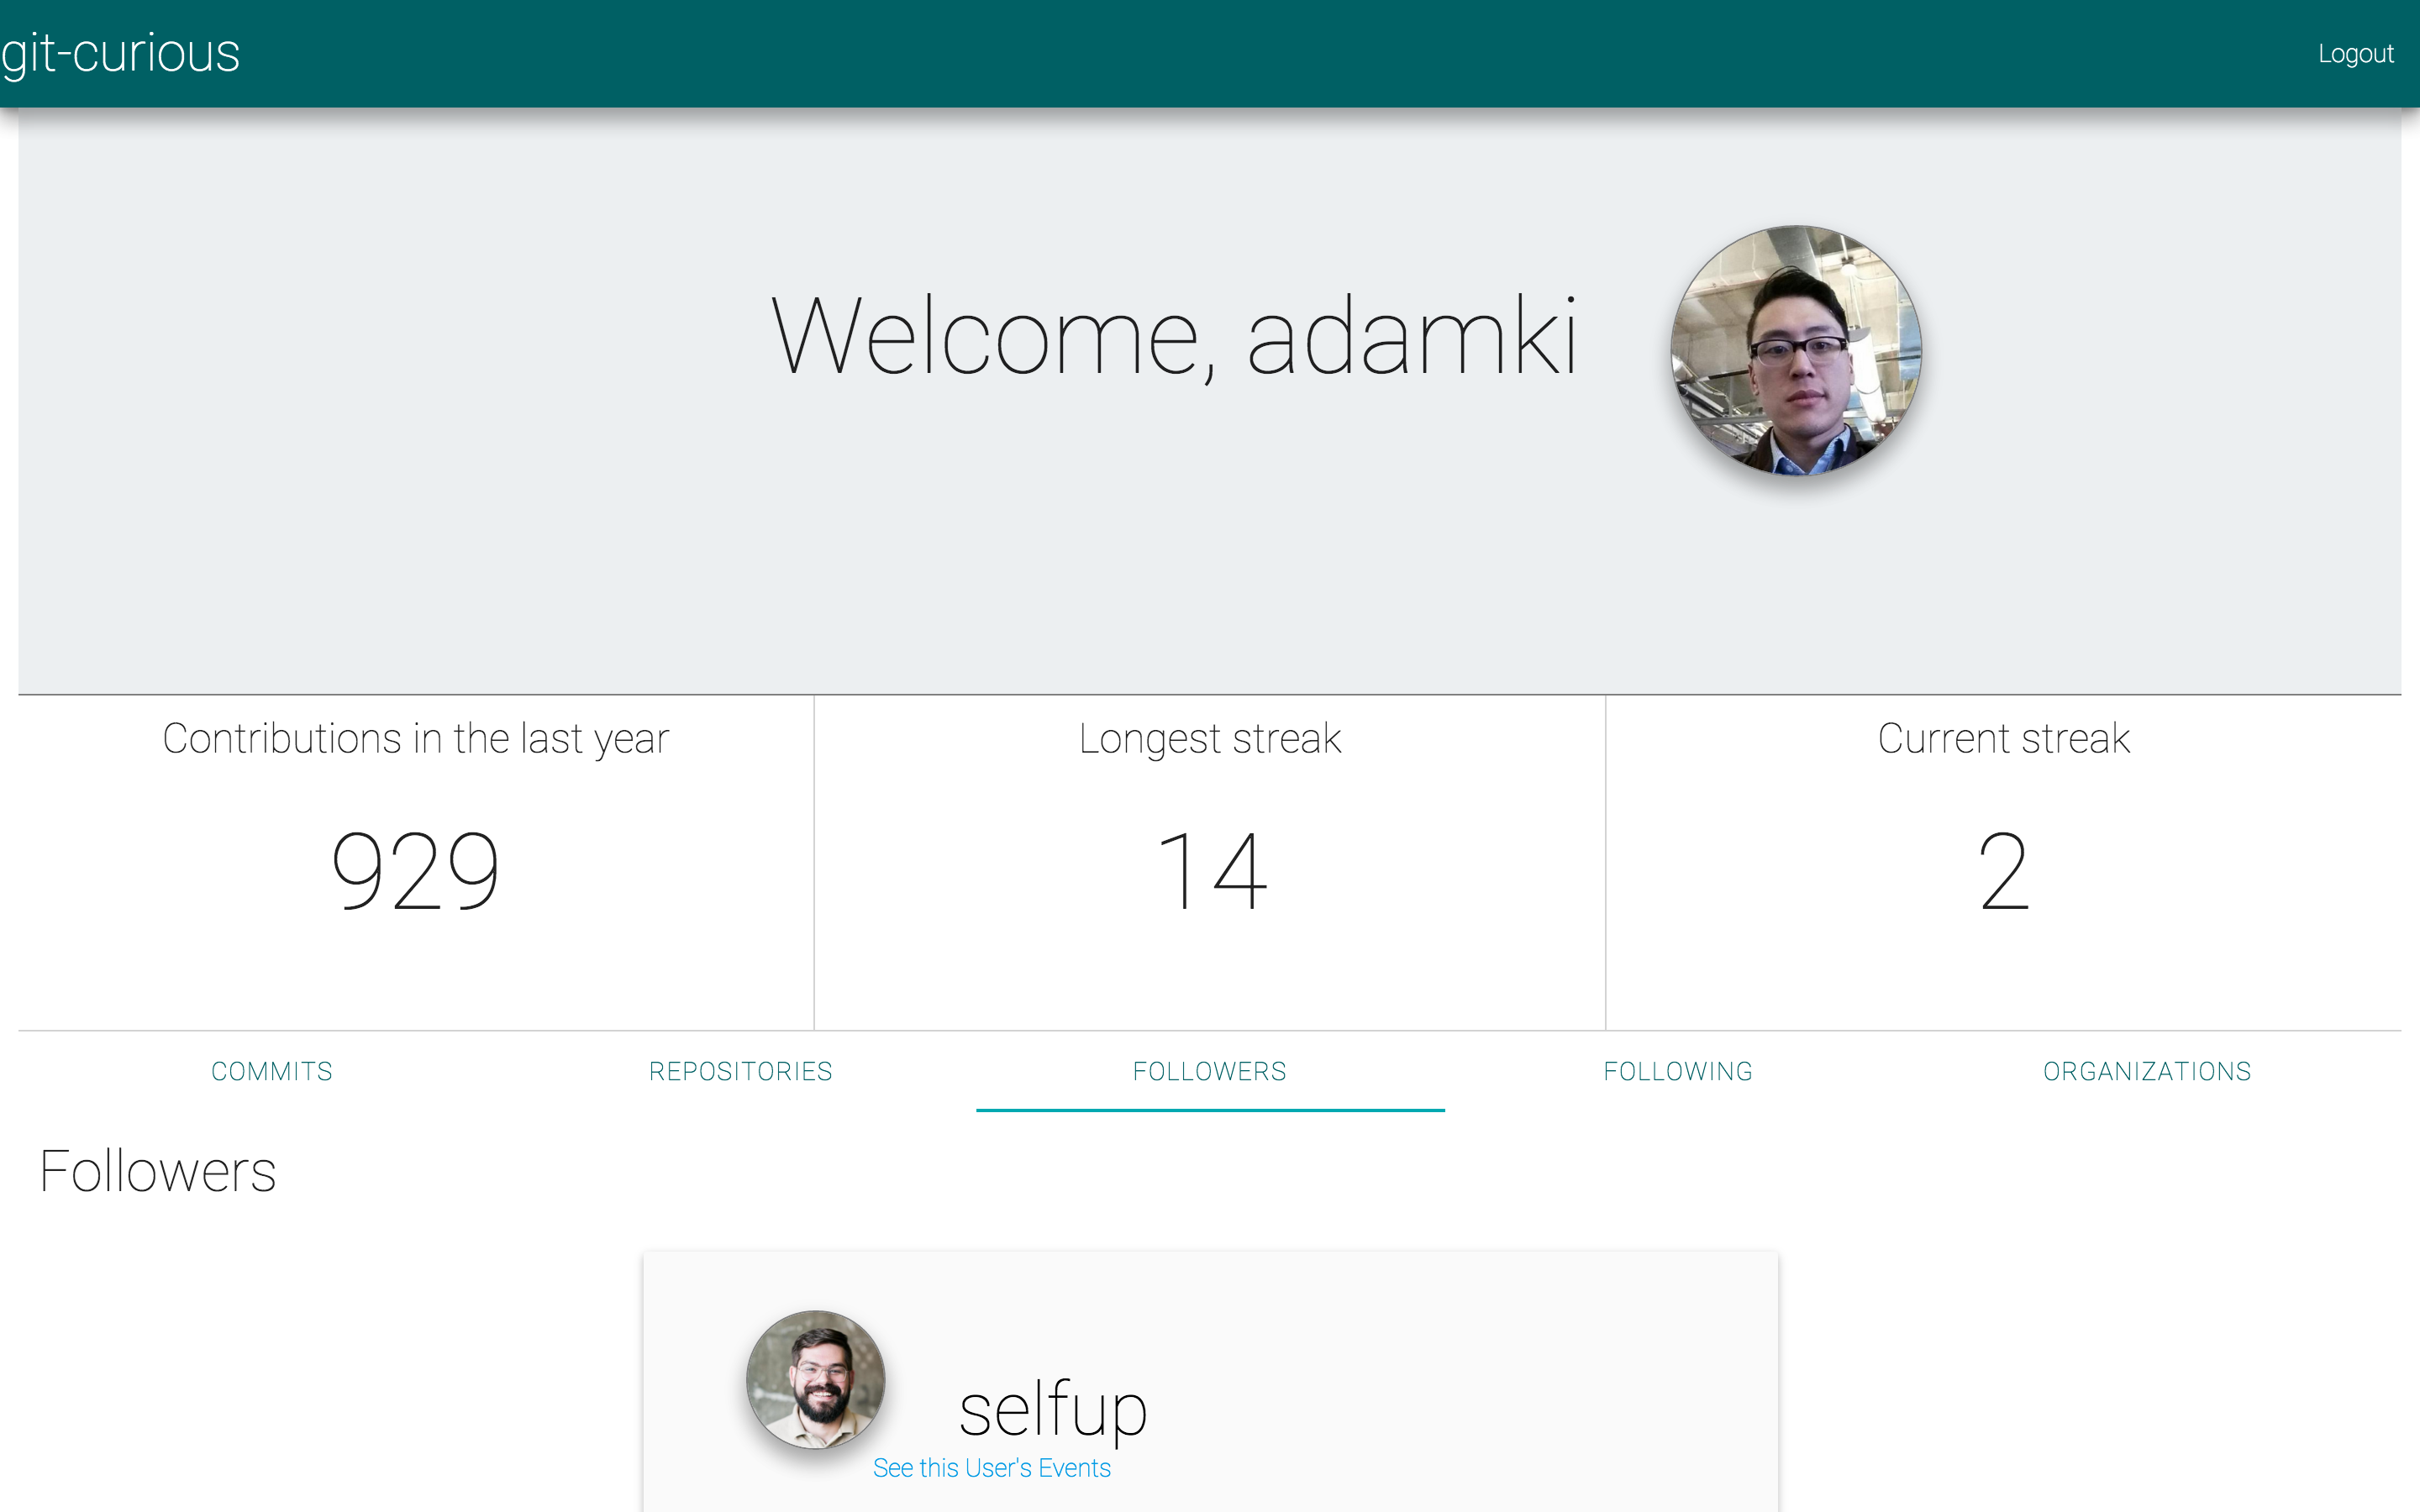 git-curious
Logout
Welcome, adamki
Contributions in the last year
Longest streak
Current streak
929
14
2
COMMITS
REPOSITORIES
FOLLOWERS
FOLLOWING
ORGANIZATIONS
Followers
selfup
See this User's Events